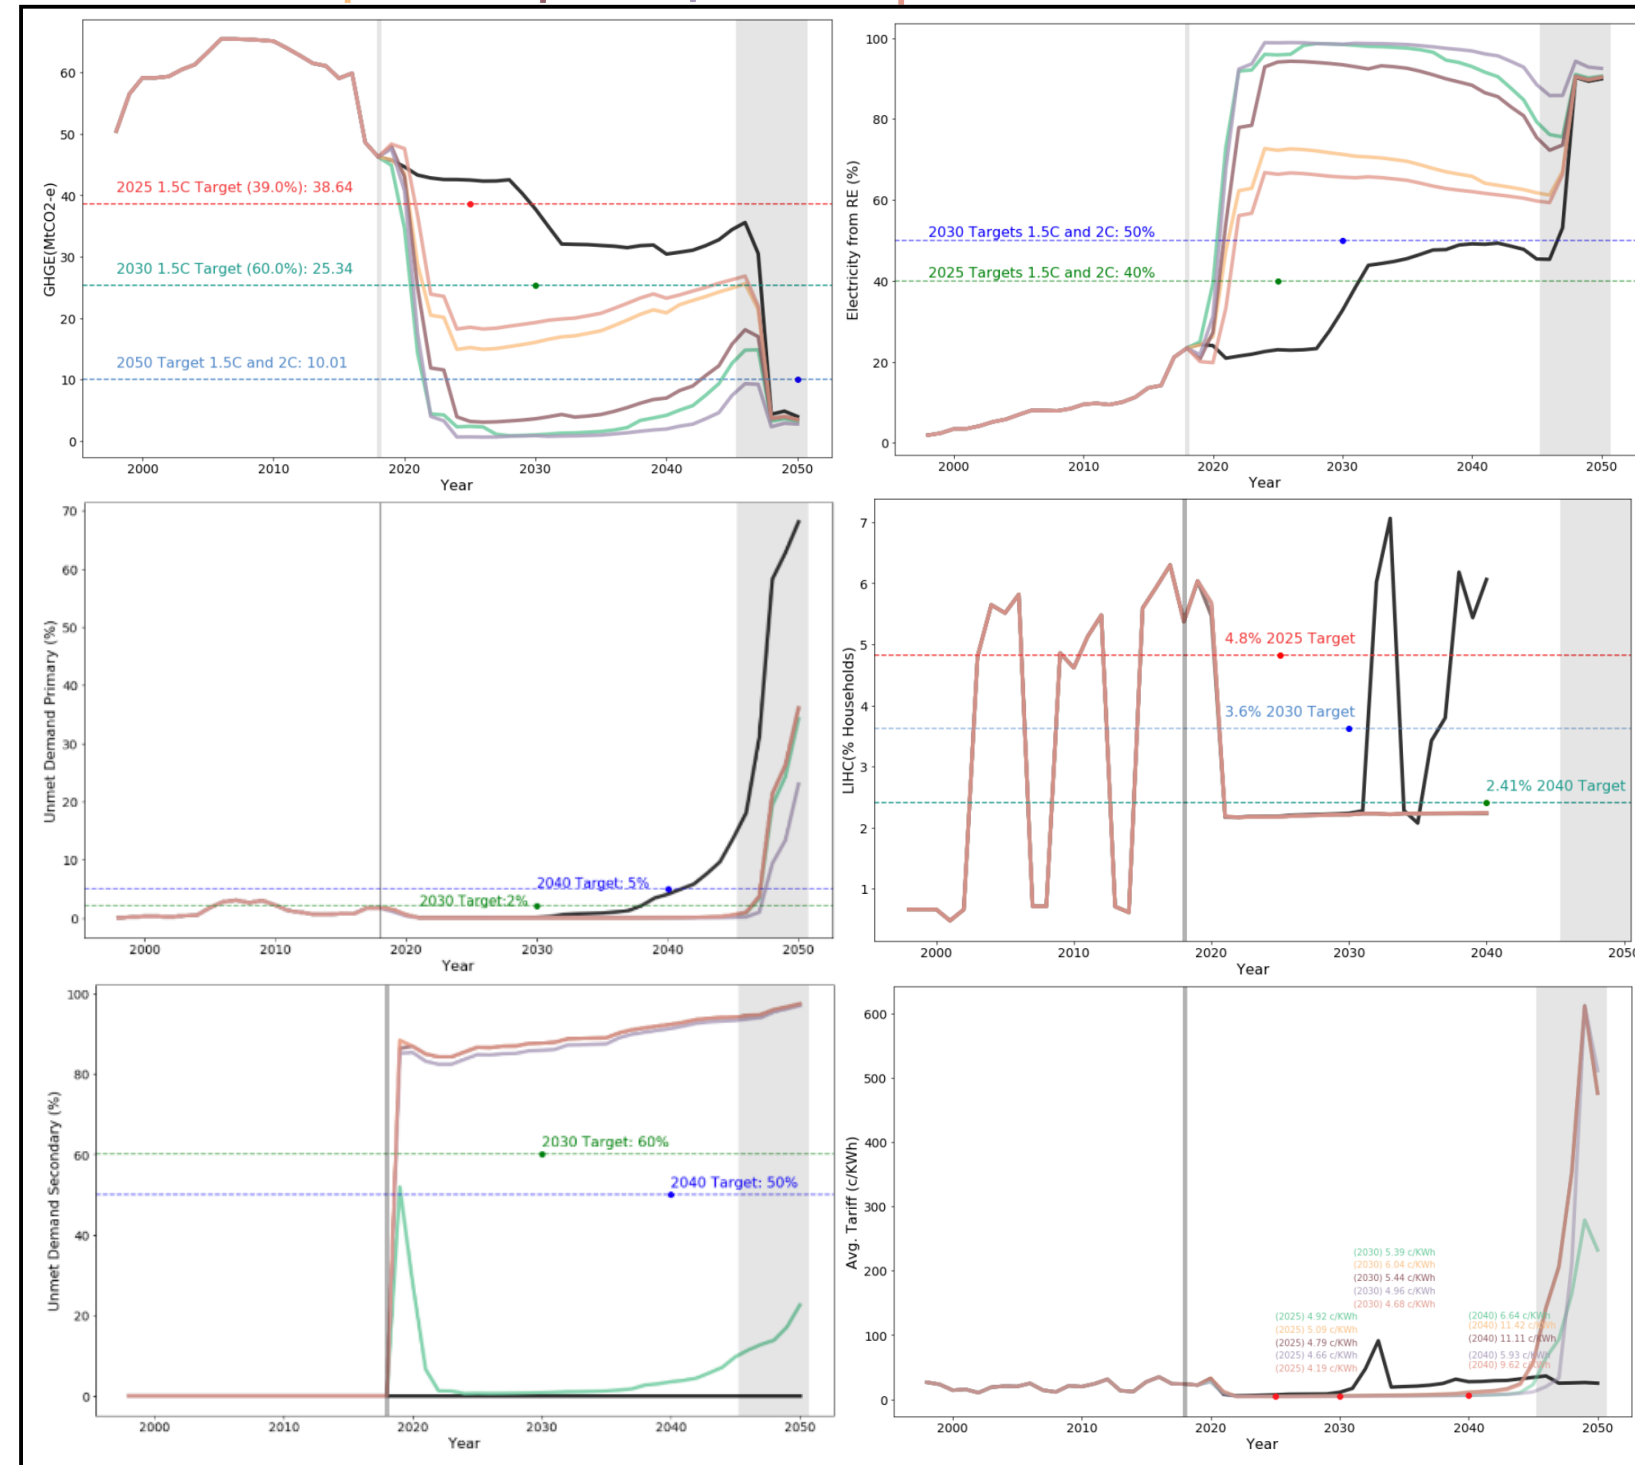 GHGE(MtCO2-e)
60
50
40
30
20
10
0
2025 1.5C Target (39.0%): 38.64
2030 1.5C Target (60.0%): 25.34
2050 Target 1.5C and 2C: 10.01
2000 2010 2020 2030 2040 2050
Year
Electricity from RE (%)
100
80
60
40
20
0
2030 Targets 1.5C and 2C: 50%
2025 Targets 1.5C and 2C: 40%
2000 2010 2020 2030 2040 2050
Year
Unmet Demand Primary (%)
70
60
50
40
30
20
10
0
2040 Target: 5%
2030 Target:2%
2000 2010 2020 2030 2040 2050
Year
LIHC(% Households)
7
6
5
4
3
2
1
4.8% 2025 Target
3.6% 2030 Target
2.41% 2040 Target
2000 2010 2020 2030 2040 2050
Year
Unmet Demand Secondary (%)
100
80
60
40
20
0
2030 Target: 60%
2040 Target: 50%
2000 2010 2020 2030 2040 2050
Year
Avg. Tariff (c/KWh)
600
500
400
300
200
100
0
(2030) 5.39 c/KWh
(2030) 6.04 c/KWh
(2030) 5.44 c/KWh
(2030) 4.96 c/KWh
(2030) 4.68 c/KWh
(2025) 4.92 c/KWh
(2025) 5.09 c/KWh
(2025) 4.79 c/KWh
(2025) 4.66 c/KWh
(2025) 4.19 c/KWh
(2040) 6.64 c/KWh
(2040) 11.42 c/KWh
(2040) 11.11 c/KWh
(2040) 5.93 c/KWh
(2040) 9.62 c/KWh
2000 2010 2020 2030 2040 2050
Year